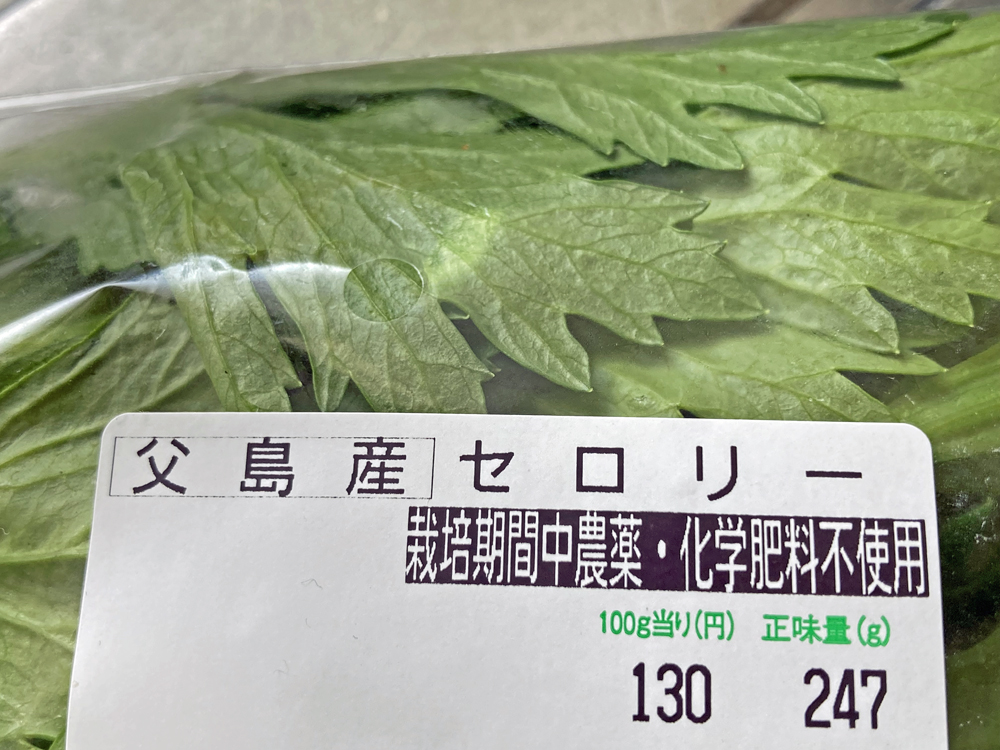 父島産セロリー
栽培期間中農薬・化学肥料不使用
100g当り(円) 正味量(g)
130 247